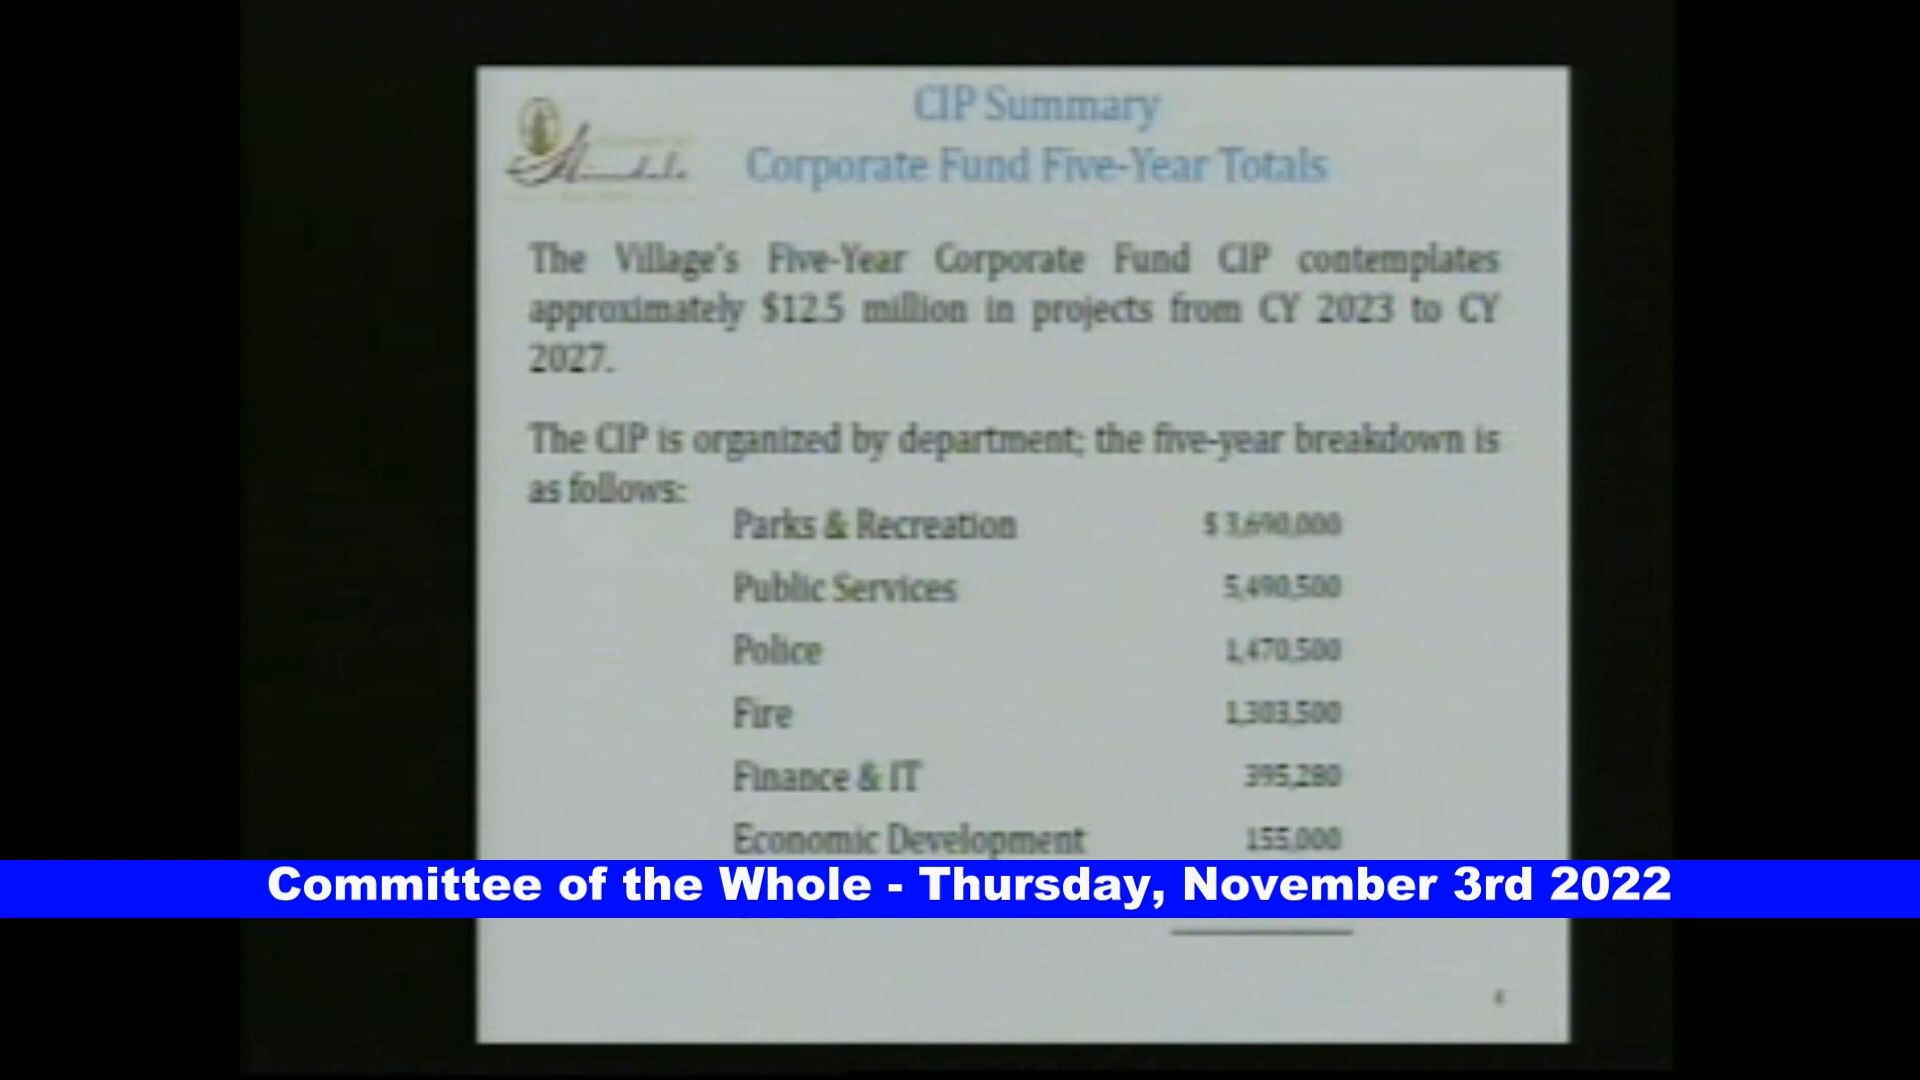 Hinsdale
CIP Summary
Corporate Fund Five-Year Totals
The Village's Five-Year Corporate Fund CIP contemplates
approximately $12.5 million in projects from CY 2023 to CY
2027.
The CIP is organized by department; the five-year breakdown is
as follows:
Parks & Recreation $ 3,690,000
Public Services 5,490,500
Police 1,470,500
Fire 1,303,500
Finance & IT 395,280
Economic Development 155,000
Committee of the Whole - Thursday, November 3rd 2022